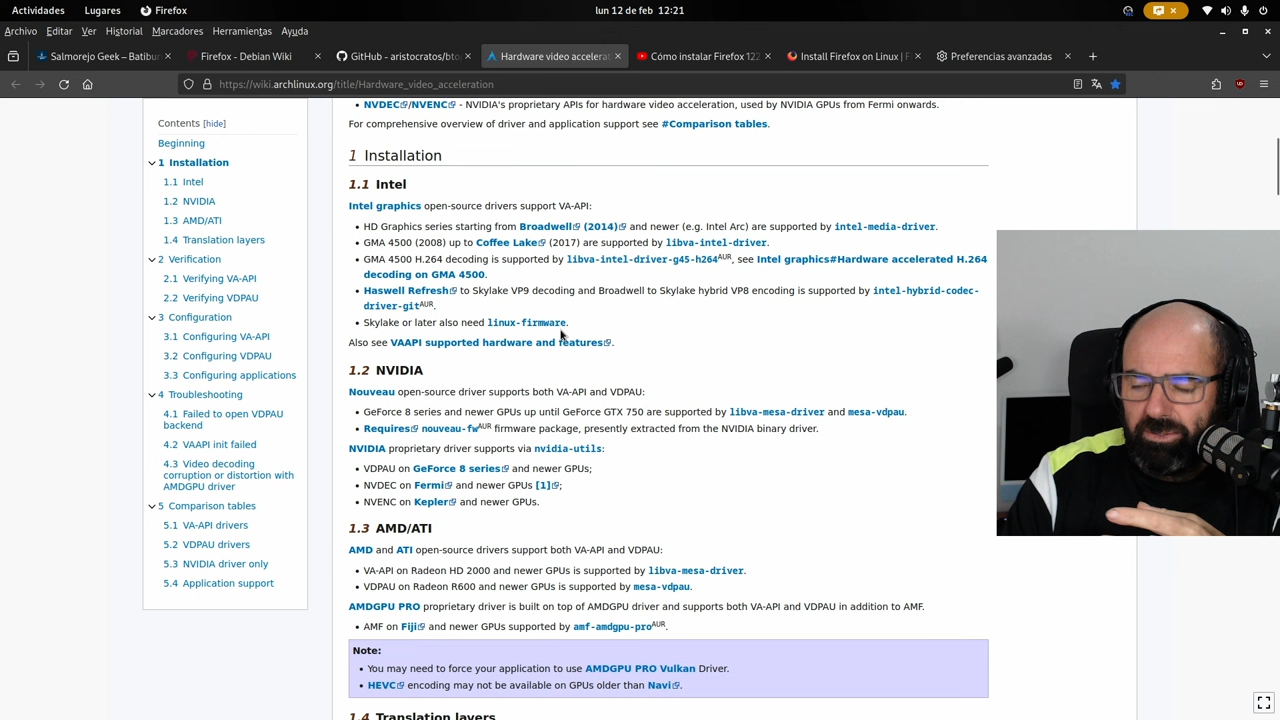 Actividades Lugares Firefox lun 12 de feb 12:21
Archivo Editar Ver Historial Marcadores Herramientas Ayuda
Salmorejo Geek – Batibur Firefox - Debian Wiki GitHub - aristocratos/bto Hardware video accelerat Cómo instalar Firefox 122 Install Firefox on Linux | F Preferencias avanzadas
https://wiki.archlinux.org/title/Hardware_video_acceleration
Contents [hide]
Beginning
1 Installation
1.1 Intel
1.2 NVIDIA
1.3 AMD/ATI
1.4 Translation layers
2 Verification
2.1 Verifying VA-API
2.2 Verifying VDPAU
3 Configuration
3.1 Configuring VA-API
3.2 Configuring VDPAU
3.3 Configuring applications
4 Troubleshooting
4.1 Failed to open VDPAU
backend
4.2 VAAPI init failed
4.3 Video decoding
corruption or distortion with
AMDGPU driver
5 Comparison tables
5.1 VA-API drivers
5.2 VDPAU drivers
5.3 NVIDIA driver only
5.4 Application support
• NVDEC/NVENC - NVIDIA's proprietary APIs for hardware video acceleration, used by NVIDIA GPUs from Fermi onwards.
For comprehensive overview of driver and application support see #Comparison tables.
1 Installation
1.1 Intel
Intel graphics open-source drivers support VA-API:
• HD Graphics series starting from Broadwell (2014) and newer (e.g. Intel Arc) are supported by intel-media-driver.
• GMA 4500 (2008) up to Coffee Lake (2017) are supported by libva-intel-driver.
• GMA 4500 H.264 decoding is supported by libva-intel-driver-g45-h264AUR, see Intel graphics#Hardware accelerated H.264
decoding on GMA 4500.
• Haswell Refresh to Skylake VP9 decoding and Broadwell to Skylake hybrid VP8 encoding is supported by intel-hybrid-codec-
driver-gitAUR.
• Skylake or later also need linux-firmware.
Also see VAAPI supported hardware and features.
1.2 NVIDIA
Nouveau open-source driver supports both VA-API and VDPAU:
• GeForce 8 series and newer GPUs up until GeForce GTX 750 are supported by libva-mesa-driver and mesa-vdpau.
• Requires nouveau-fwAUR firmware package, presently extracted from the NVIDIA binary driver.
NVIDIA proprietary driver supports via nvidia-utils:
• VDPAU on GeForce 8 series and newer GPUs;
• NVDEC on Fermi and newer GPUs [1];
• NVENC on Kepler and newer GPUs.
1.3 AMD/ATI
AMD and ATI open-source drivers support both VA-API and VDPAU:
• VA-API on Radeon HD 2000 and newer GPUs is supported by libva-mesa-driver.
• VDPAU on Radeon R600 and newer GPUs is supported by mesa-vdpau.
AMDGPU PRO proprietary driver is built on top of AMDGPU driver and supports both VA-API and VDPAU in addition to AMF.
• AMF on Fiji and newer GPUs supported by amf-amdgpu-proAUR.
Note:
• You may need to force your application to use AMDGPU PRO Vulkan Driver.
• HEVC encoding may not be available on GPUs older than Navi.
1.4 Translation layers